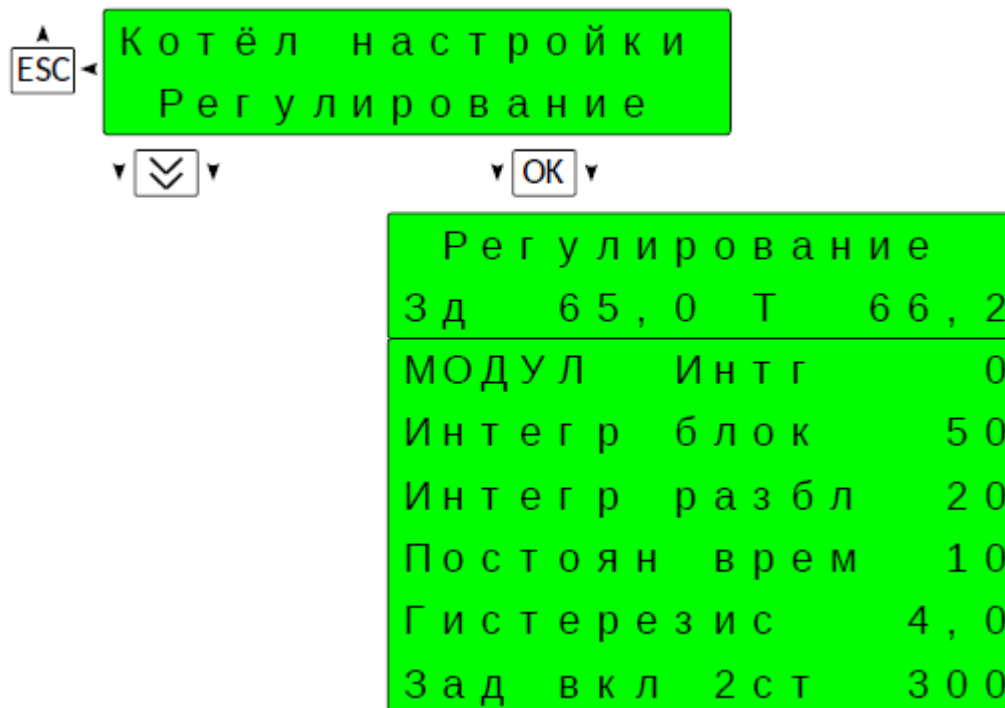 Котёл настройки
ESC
Регулирование
OK
Регулирование
Зд 65,0 Т 66,2
МОДУЛ Интг 0
Интегр блок 50
Интегр разбл 20
Постоян врем 10
Гистерезис 4,0
Зад вкл 2ст 300